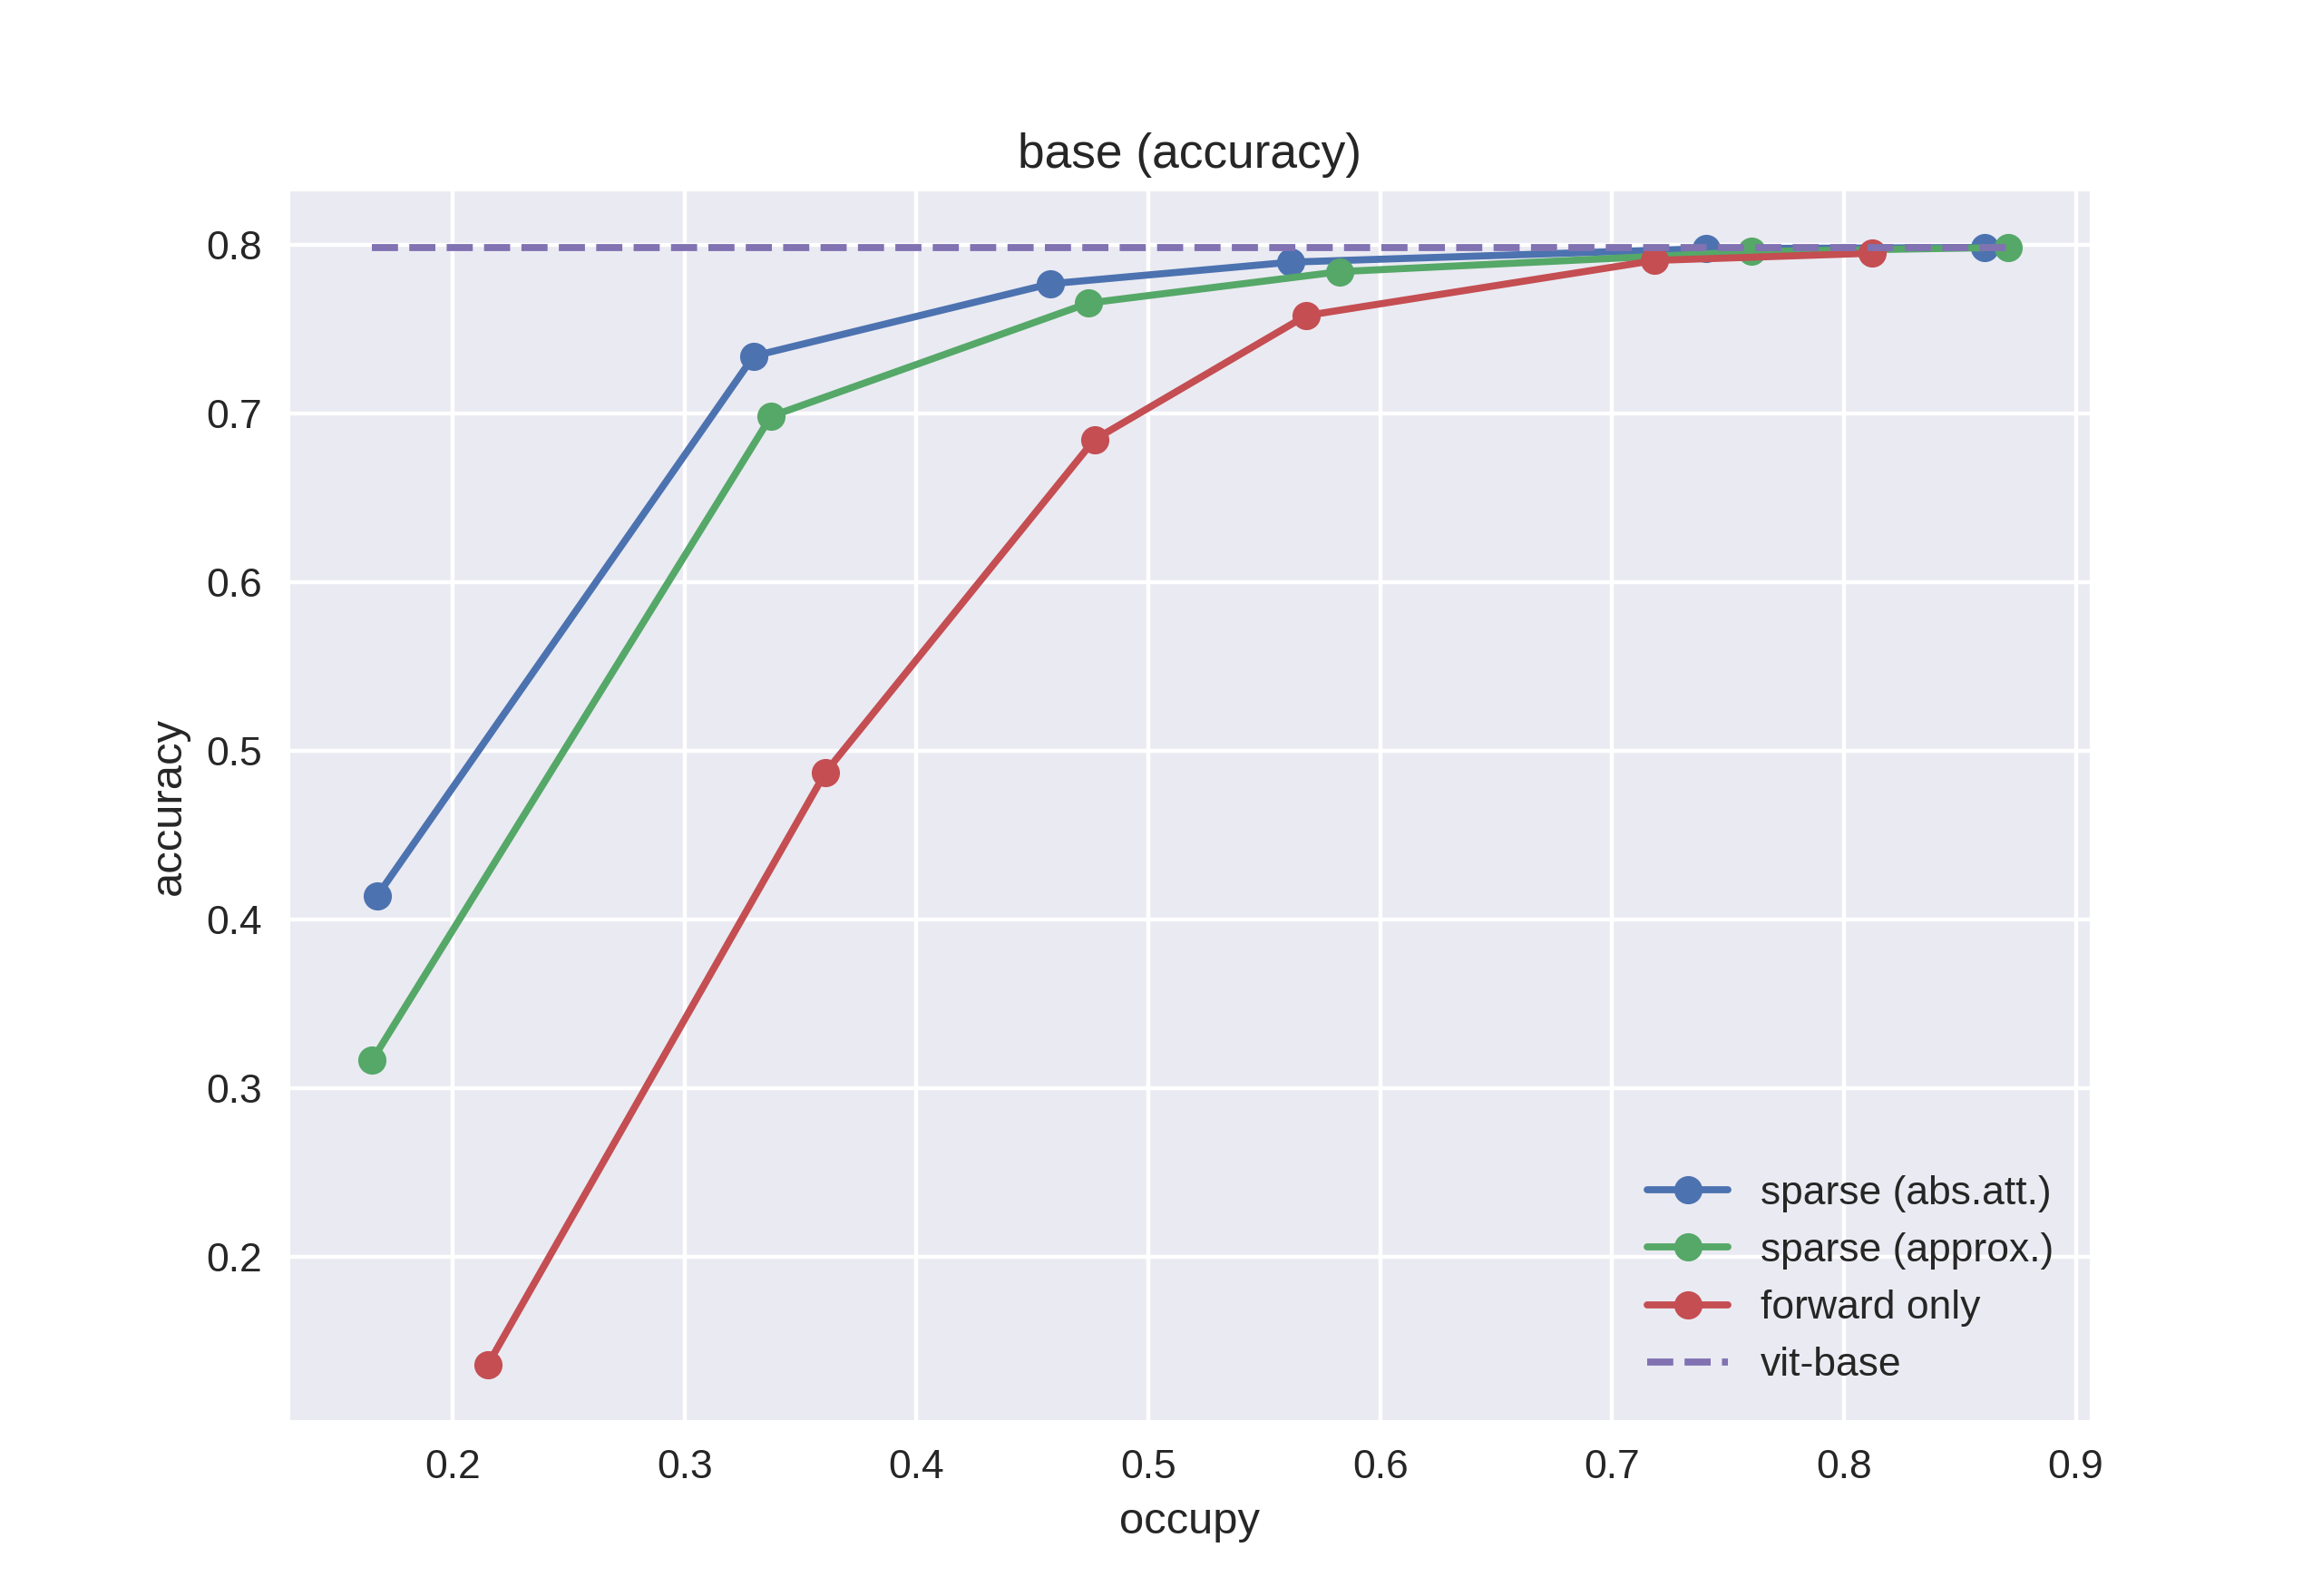 base (accuracy)
accuracy
0.8
0.7
0.6
0.5
0.4
0.3
0.2
sparse (abs.att.)
sparse (approx.)
forward only
vit-base
0.2 0.3 0.4 0.5 0.6 0.7 0.8 0.9
occupy